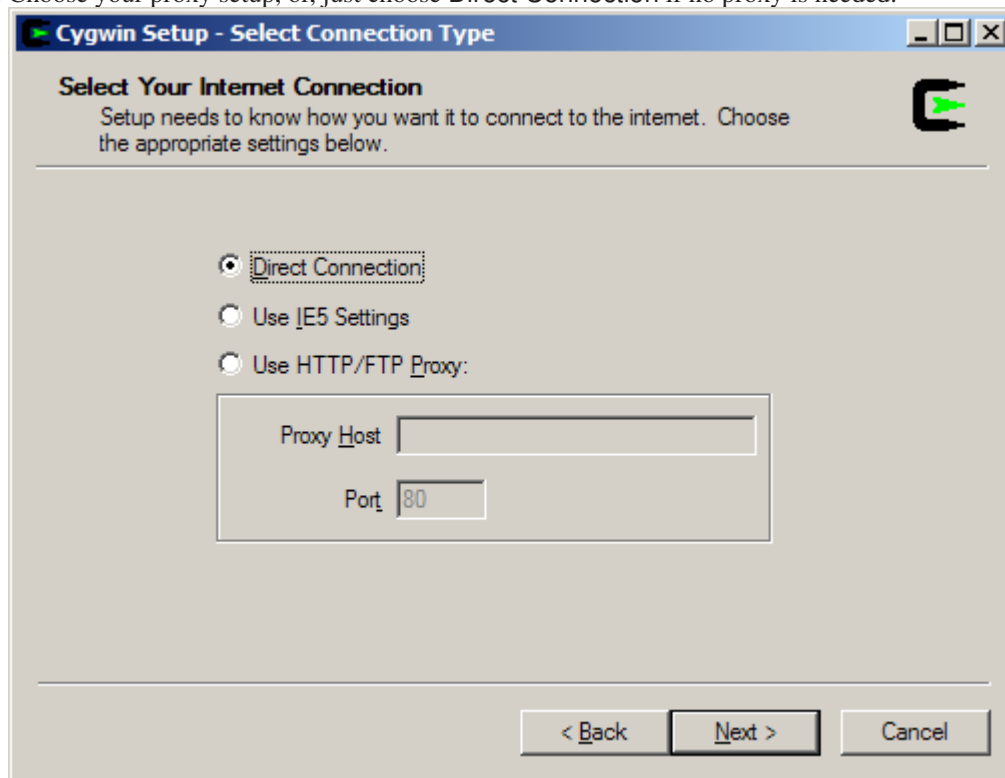 Choose your proxy setup, or, just choose Direct Connection if no proxy is needed.
Cygwin Setup - Select Connection Type
Select Your Internet Connection
Setup needs to know how you want it to connect to the internet. Choose
the appropriate settings below.
Direct Connection
Use IE5 Settings
Use HTTP/FTP Proxy:
Proxy Host
Port 80
< Back Next > Cancel